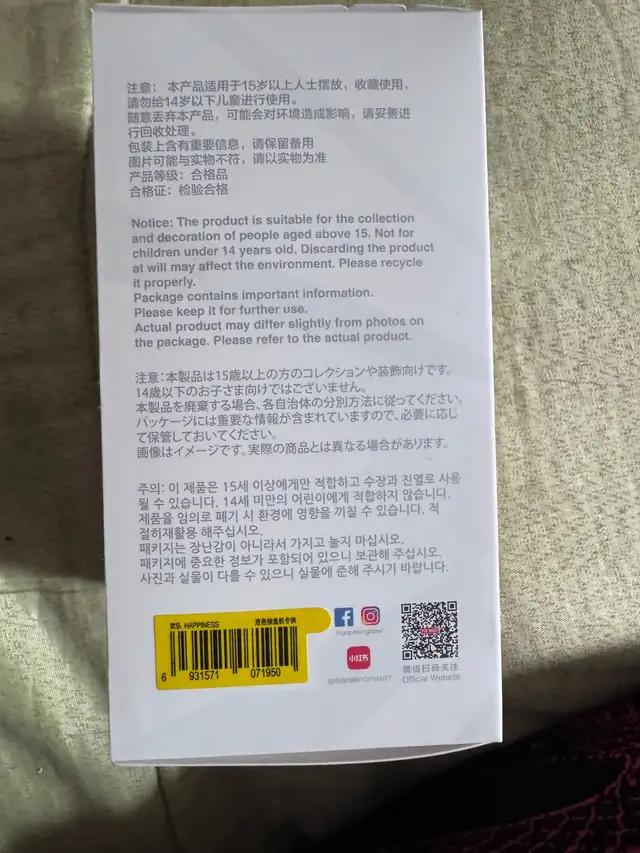 注意： 本产品适用于15岁以上人士摆放，收藏使用，
请勿给14岁以下儿童进行使用。
随意丢弃本产品，可能会对环境造成影响，请妥善进
行回收处理。
包装上含有重要信息，请保留备用
图片可能与实物不符，请以实物为准
产品等级：合格品
合格证：检验合格
Notice: The product is suitable for the collection
and decoration of people aged above 15. Not for
children under 14 years old. Discarding the product
at will may affect the environment. Please recycle
it properly.
Package contains important information.
Please keep it for further use.
Actual product may differ slightly from photos on
the package. Please refer to the actual product.
注意：本製品は15歳以上の方のコレクションや装飾向けです。
14歳以下のお子さま向けではございません。
本製品を廃棄する場合、各自治体の分別方法に従ってください。
パッケージには重要な情報が含まれていますので、必要に応じ
て保管しておいてください。
画像はイメージです。実際の商品とは異なる場合があります。
주의: 이 제품은 15세 이상에게만 적합하고 수장과 진열로 사용
될 수 있습니다. 14세 미만의 어린이에게 적합하지 않습니다.
제품을 임의로 폐기 시 환경에 영향을 끼칠 수 있습니다. 적
절히재활용 해주십시오.
패키지는 장난감이 아니라서 가지고 놀지 마십시오.
패키지에 중요한 정보가 포함되어 있으니 보관해 주십시오.
사진과 실물이 다를 수 있으니 실물에 준해 주시기 바랍니다.
欢乐 HAPPINESS 泡泡抽盒机专供
6 931571 071950
@popmartglobal
小红书
POPMART
POP MART
微信扫码关注
Official Website